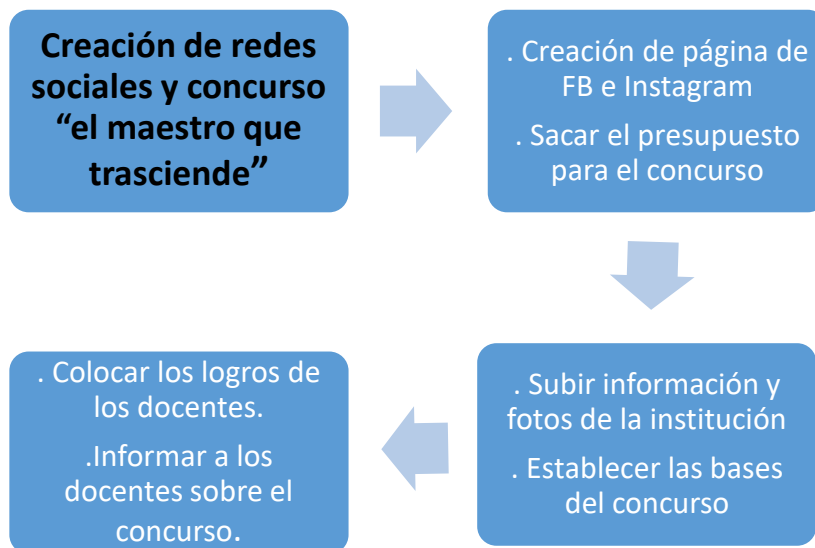 Creación de redes
sociales y concurso
“el maestro que
trasciende”
. Creación de página de
FB e Instagram
. Sacar el presupuesto
para el concurso
. Subir información y
fotos de la institución
. Establecer las bases
del concurso
. Colocar los logros de
los docentes.
.Informar a los
docentes sobre el
concurso.